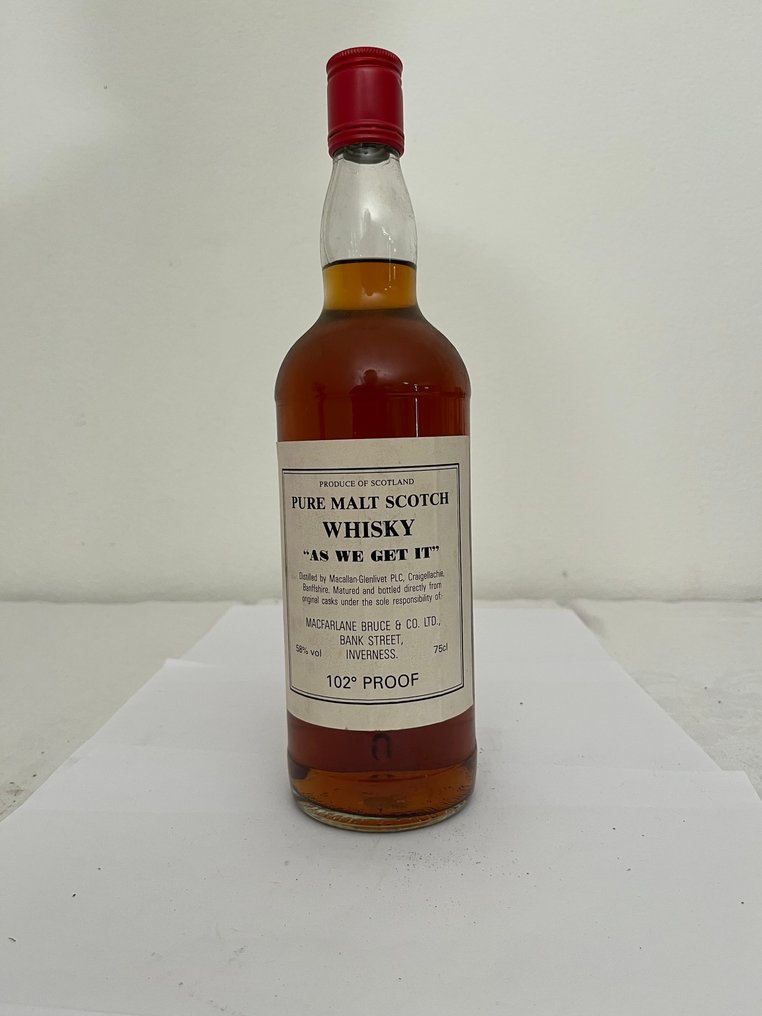 PRODUCE OF SCOTLAND
PURE MALT SCOTCH
WHISKY
"AS WE GET IT"
Distilled by Macallan-Glenlivet PLC, Craigellachie,
Banffshire. Matured and bottled directly from
original casks under the sole responsibility of:-
MACFARLANE BRUCE & CO. LTD.,
BANK STREET,
58% vol INVERNESS. 75cl
102° PROOF